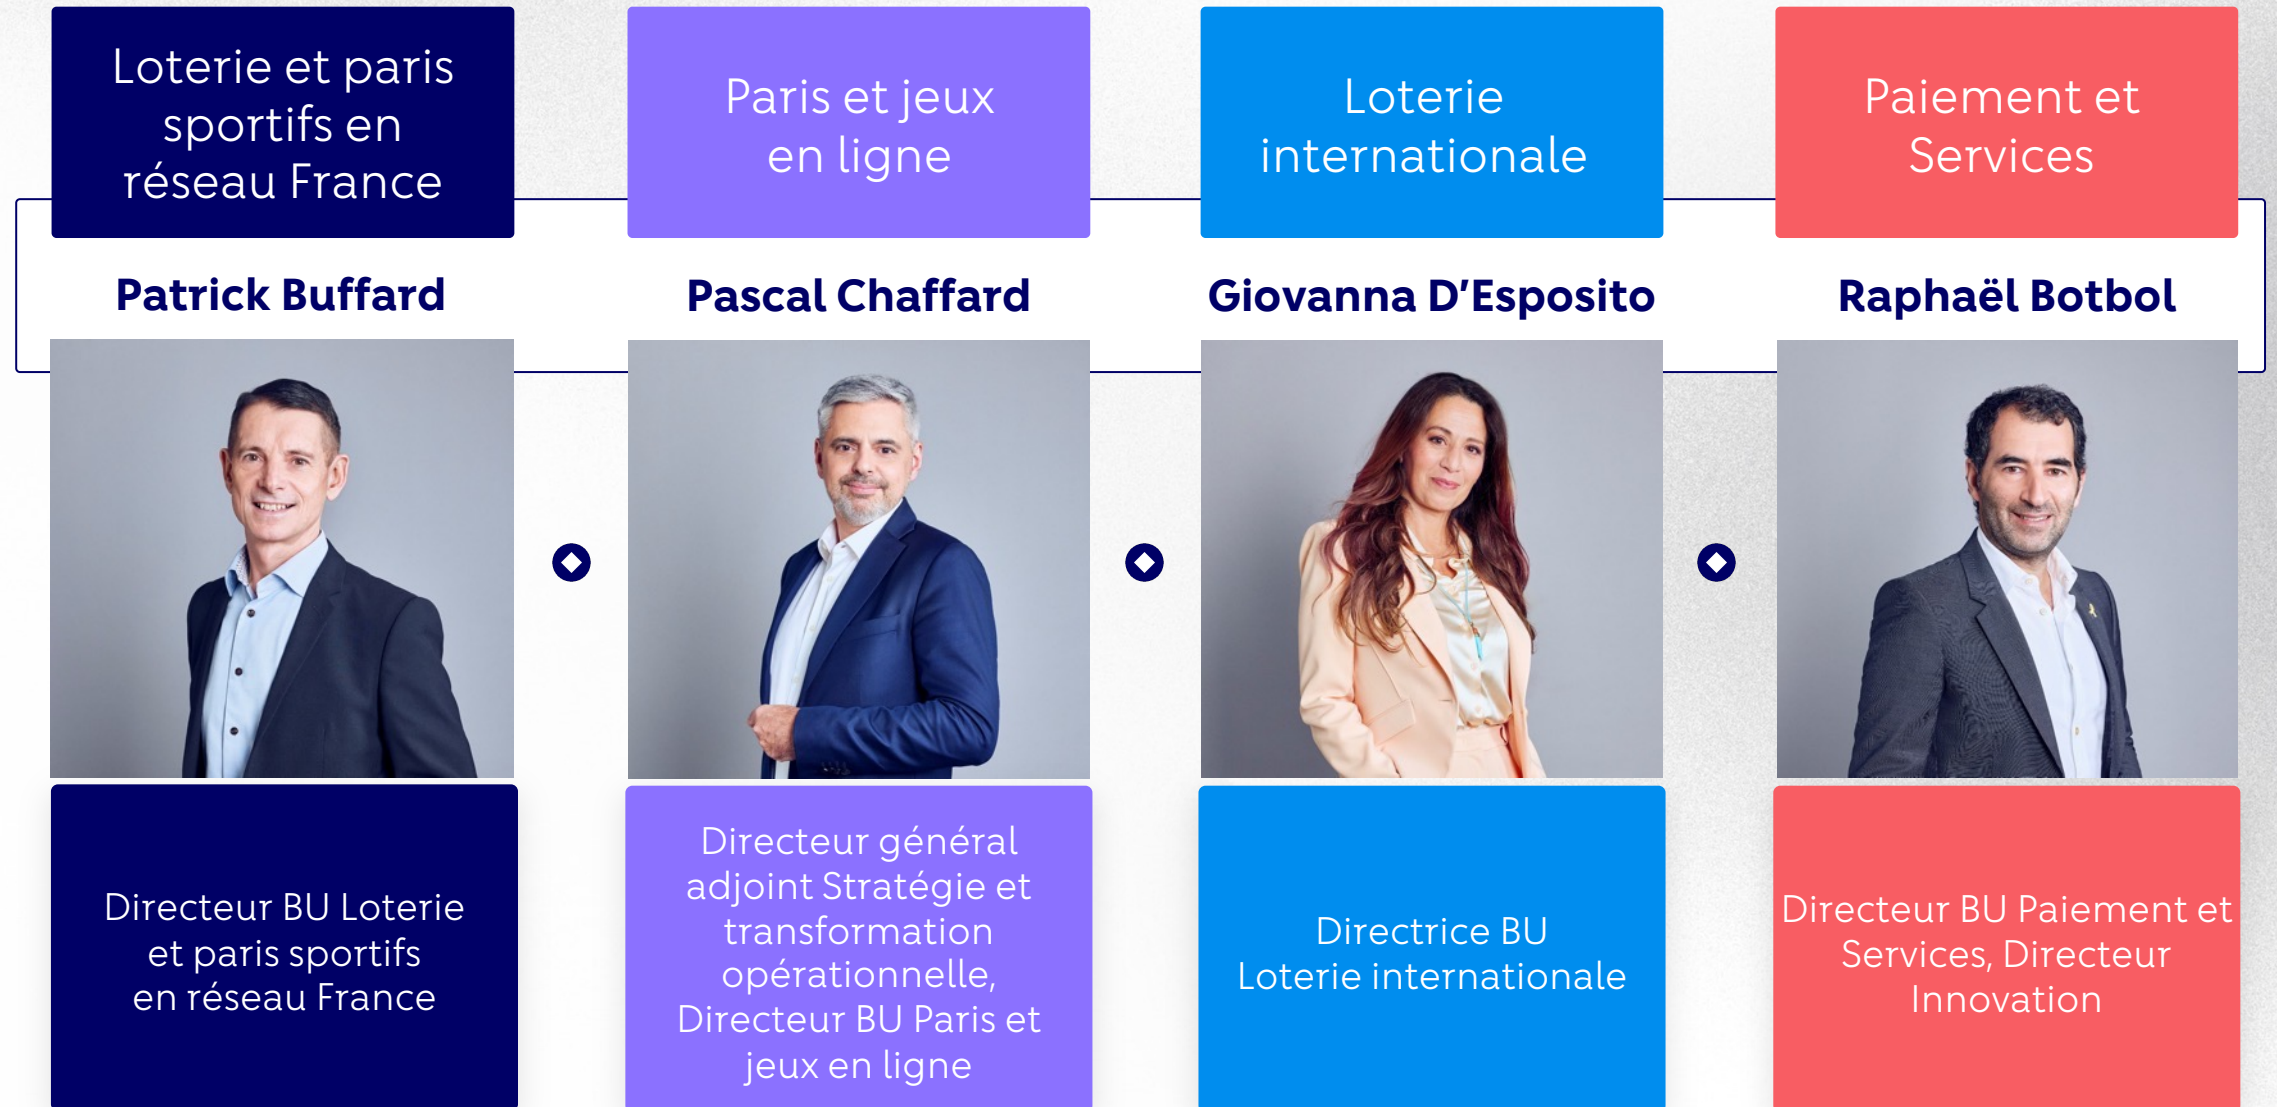 Loterie et paris
sportifs en
réseau France
Paris et jeux
en ligne
Loterie
internationale
Paiement et
Services
Patrick Buffard
Pascal Chaffard
Giovanna D'Esposito
Raphaël Botbol
Directeur BU Loterie
et paris sportifs
en réseau France
Directeur général
adjoint Stratégie et
transformation
opérationnelle,
Directeur BU Paris et
jeux en ligne
Directrice BU
Loterie internationale
Directeur BU Paiement et
Services, Directeur
Innovation